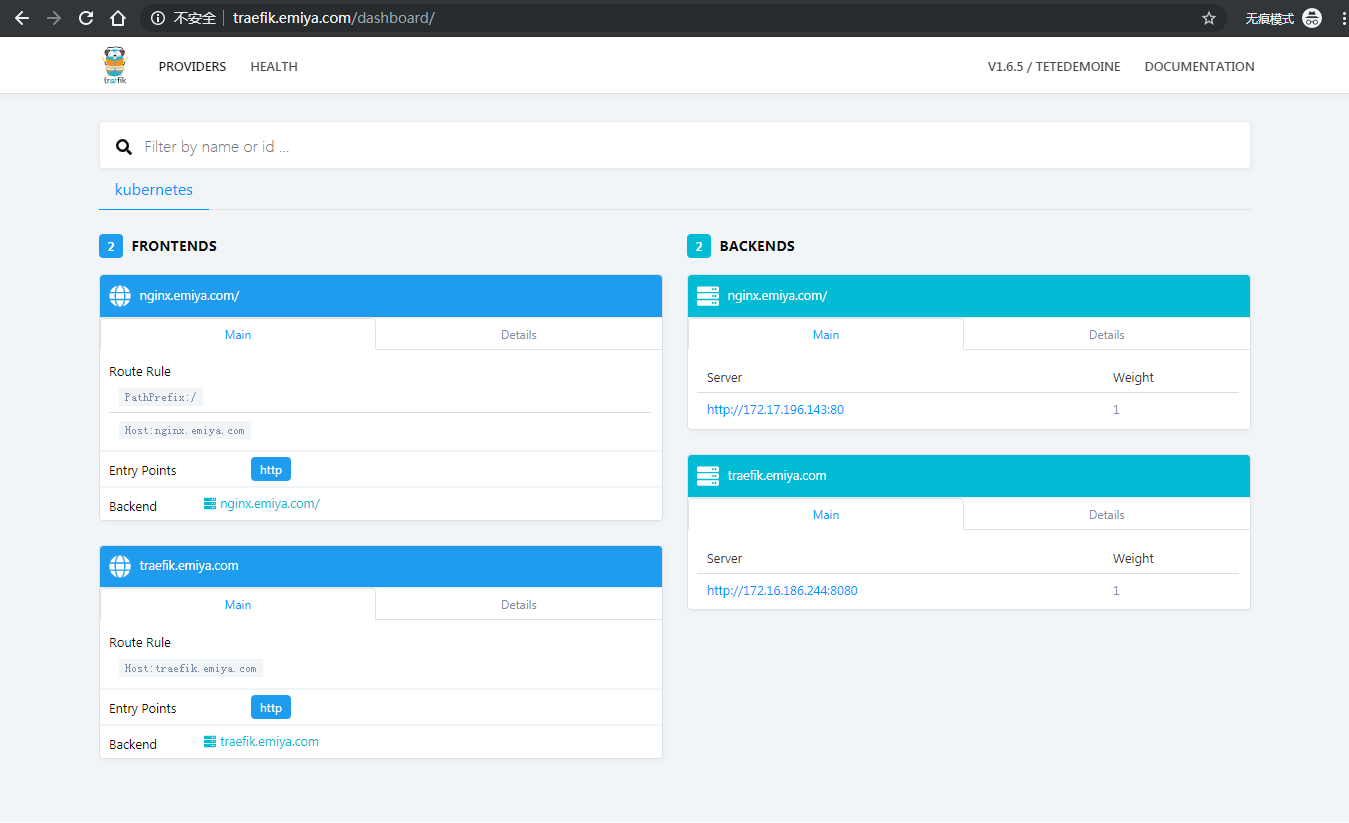 不安全 traefik.emiya.com/dashboard/ 无痕模式
træfik PROVIDERS HEALTH V1.6.5 / TETEDEMOINE DOCUMENTATION
Filter by name or id ...
kubernetes
2 FRONTENDS
nginx.emiya.com/
Main Details
Route Rule
PathPrefix:/
Host:nginx.emiya.com
Entry Points http
Backend nginx.emiya.com/
traefik.emiya.com
Main Details
Route Rule
Host:traefik.emiya.com
Entry Points http
Backend traefik.emiya.com
2 BACKENDS
nginx.emiya.com/
Main Details
Server Weight
http://172.17.196.143:80 1
traefik.emiya.com
Main Details
Server Weight
http://172.16.186.244:8080 1